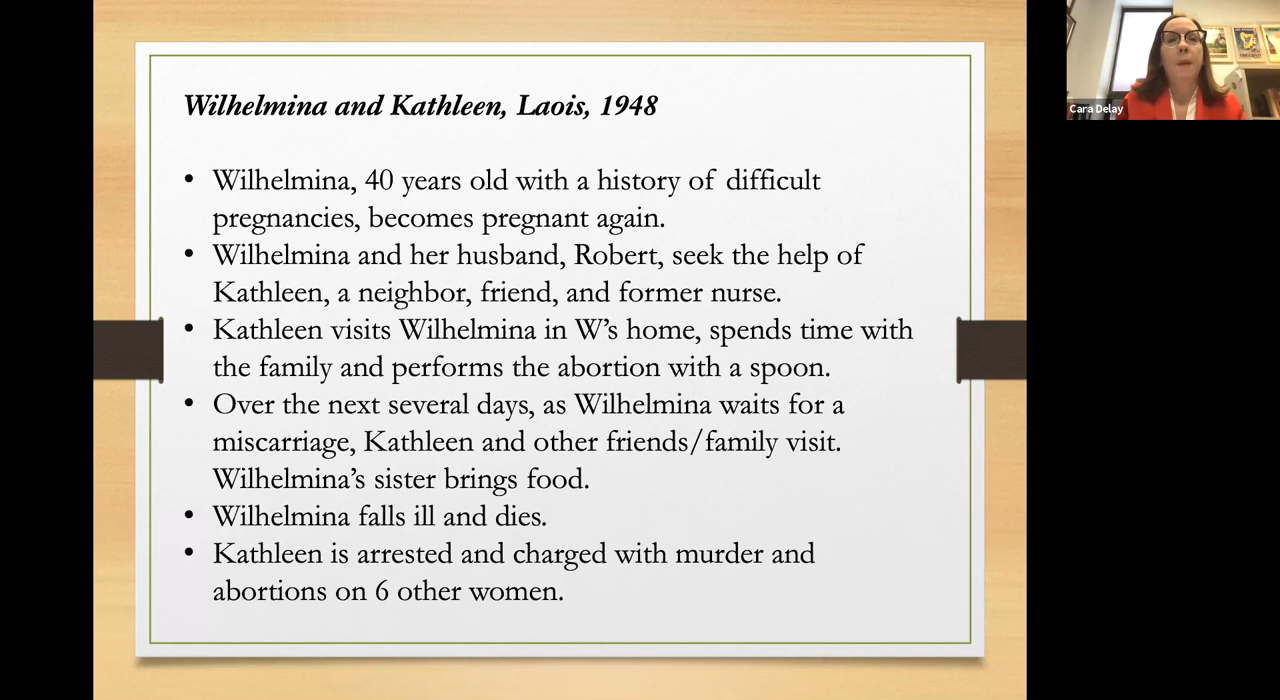 Wilhelmina and Kathleen, Laois, 1948
• Wilhelmina, 40 years old with a history of difficult
pregnancies, becomes pregnant again.
• Wilhelmina and her husband, Robert, seek the help of
Kathleen, a neighbor, friend, and former nurse.
• Kathleen visits Wilhelmina in W’s home, spends time with
the family and performs the abortion with a spoon.
• Over the next several days, as Wilhelmina waits for a
miscarriage, Kathleen and other friends/family visit.
Wilhelmina’s sister brings food.
• Wilhelmina falls ill and dies.
• Kathleen is arrested and charged with murder and
abortions on 6 other women.
Cara Delay